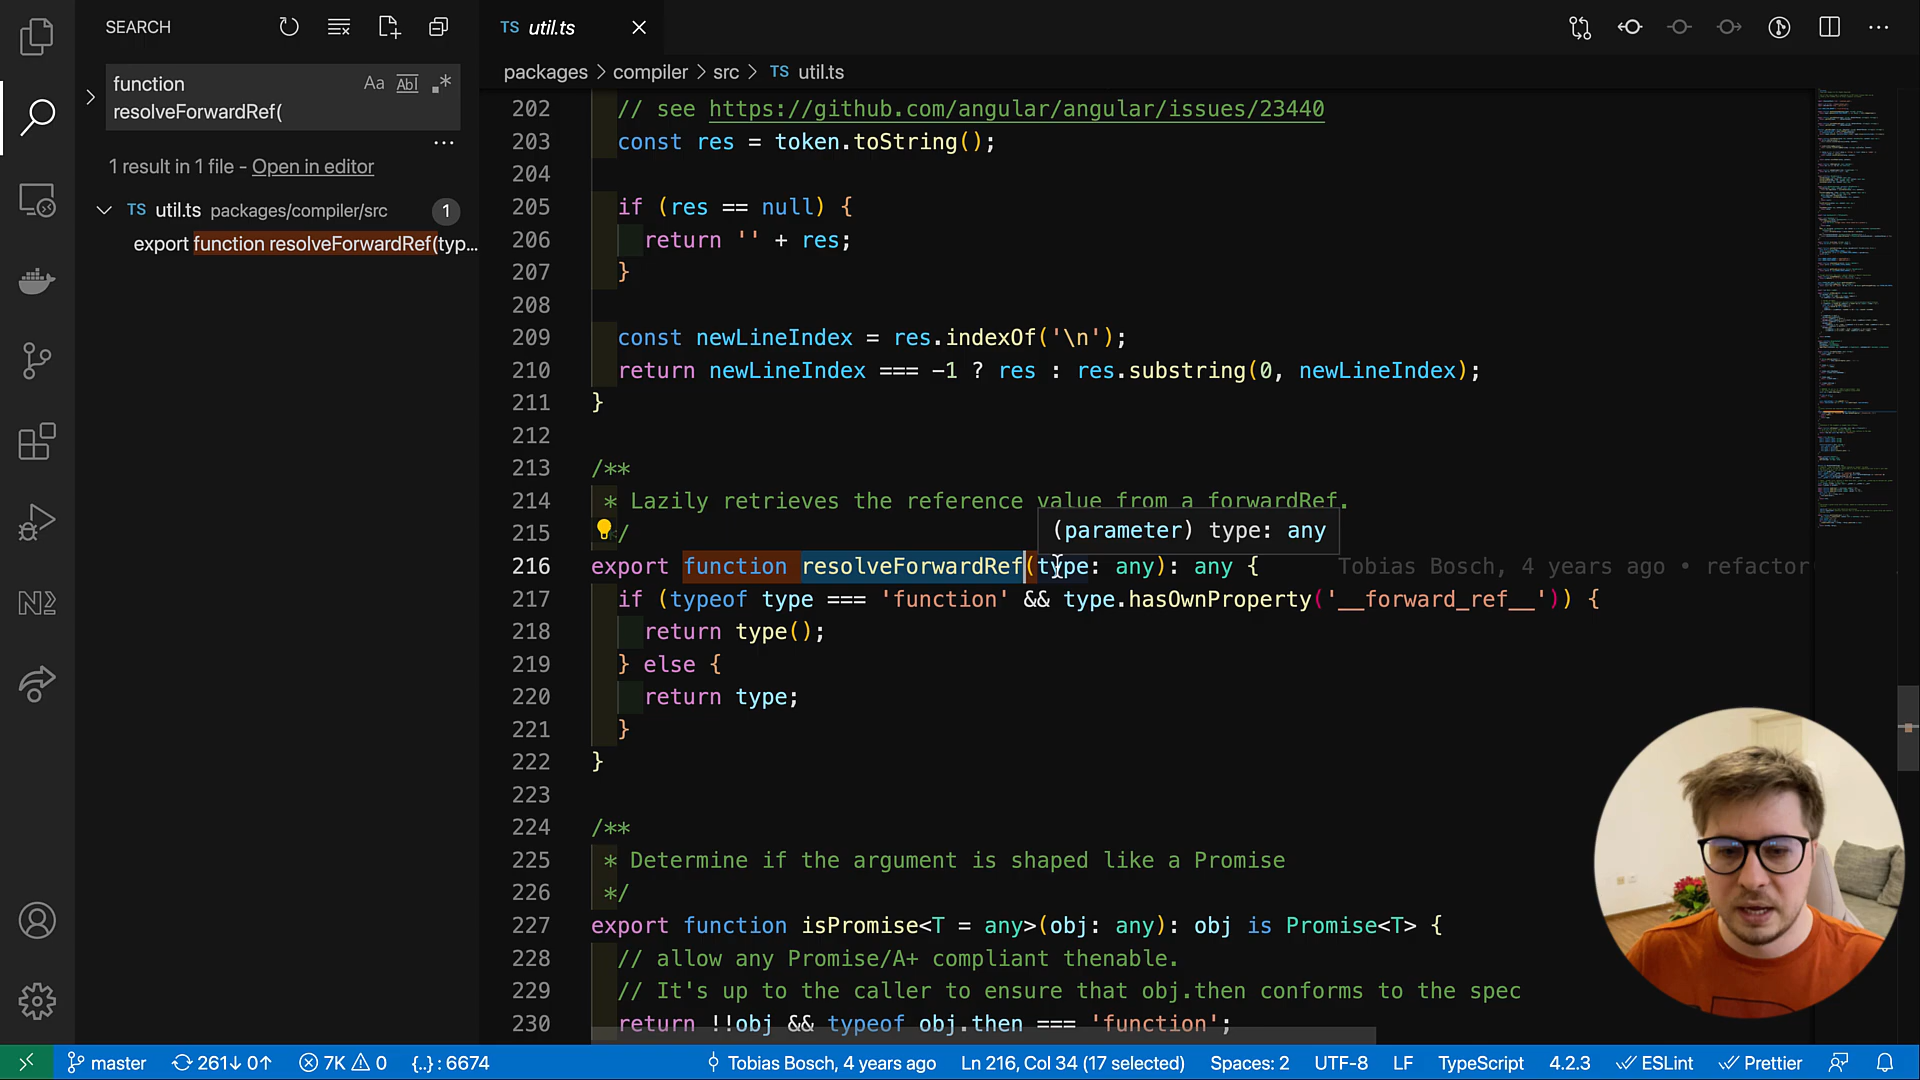 SEARCH
function
resolveForwardRef(
Aa
Abl
.*
1 result in 1 file - Open in editor
TS util.ts packages/compiler/src 1
export function resolveForwardRef(typ...
TS util.ts
packages > compiler > src > TS util.ts
202 // see https://github.com/angular/angular/issues/23440
203 const res = token.toString();
204
205 if (res == null) {
206 return '' + res;
207 }
208
209 const newLineIndex = res.indexOf('\n');
210 return newLineIndex === -1 ? res : res.substring(0, newLineIndex);
211 }
212
213 /**
214 * Lazily retrieves the reference value from a forwardRef.
215 */
(parameter) type: any
216 export function resolveForwardRef(type: any): any { Tobias Bosch, 4 years ago • refactor
217 if (typeof type === 'function' && type.hasOwnProperty('__forward_ref__')) {
218 return type();
219 } else {
220 return type;
221 }
222 }
223
224 /**
225 * Determine if the argument is shaped like a Promise
226 */
227 export function isPromise<T = any>(obj: any): obj is Promise<T> {
228 // allow any Promise/A+ compliant thenable.
229 // It's up to the caller to ensure that obj.then conforms to the spec
230 return !!obj && typeof obj.then === 'function';
master 261↓ 0↑ 7K 0 {..} : 6674 Tobias Bosch, 4 years ago Ln 216, Col 34 (17 selected) Spaces: 2 UTF-8 LF TypeScript 4.2.3 ESLint Prettier